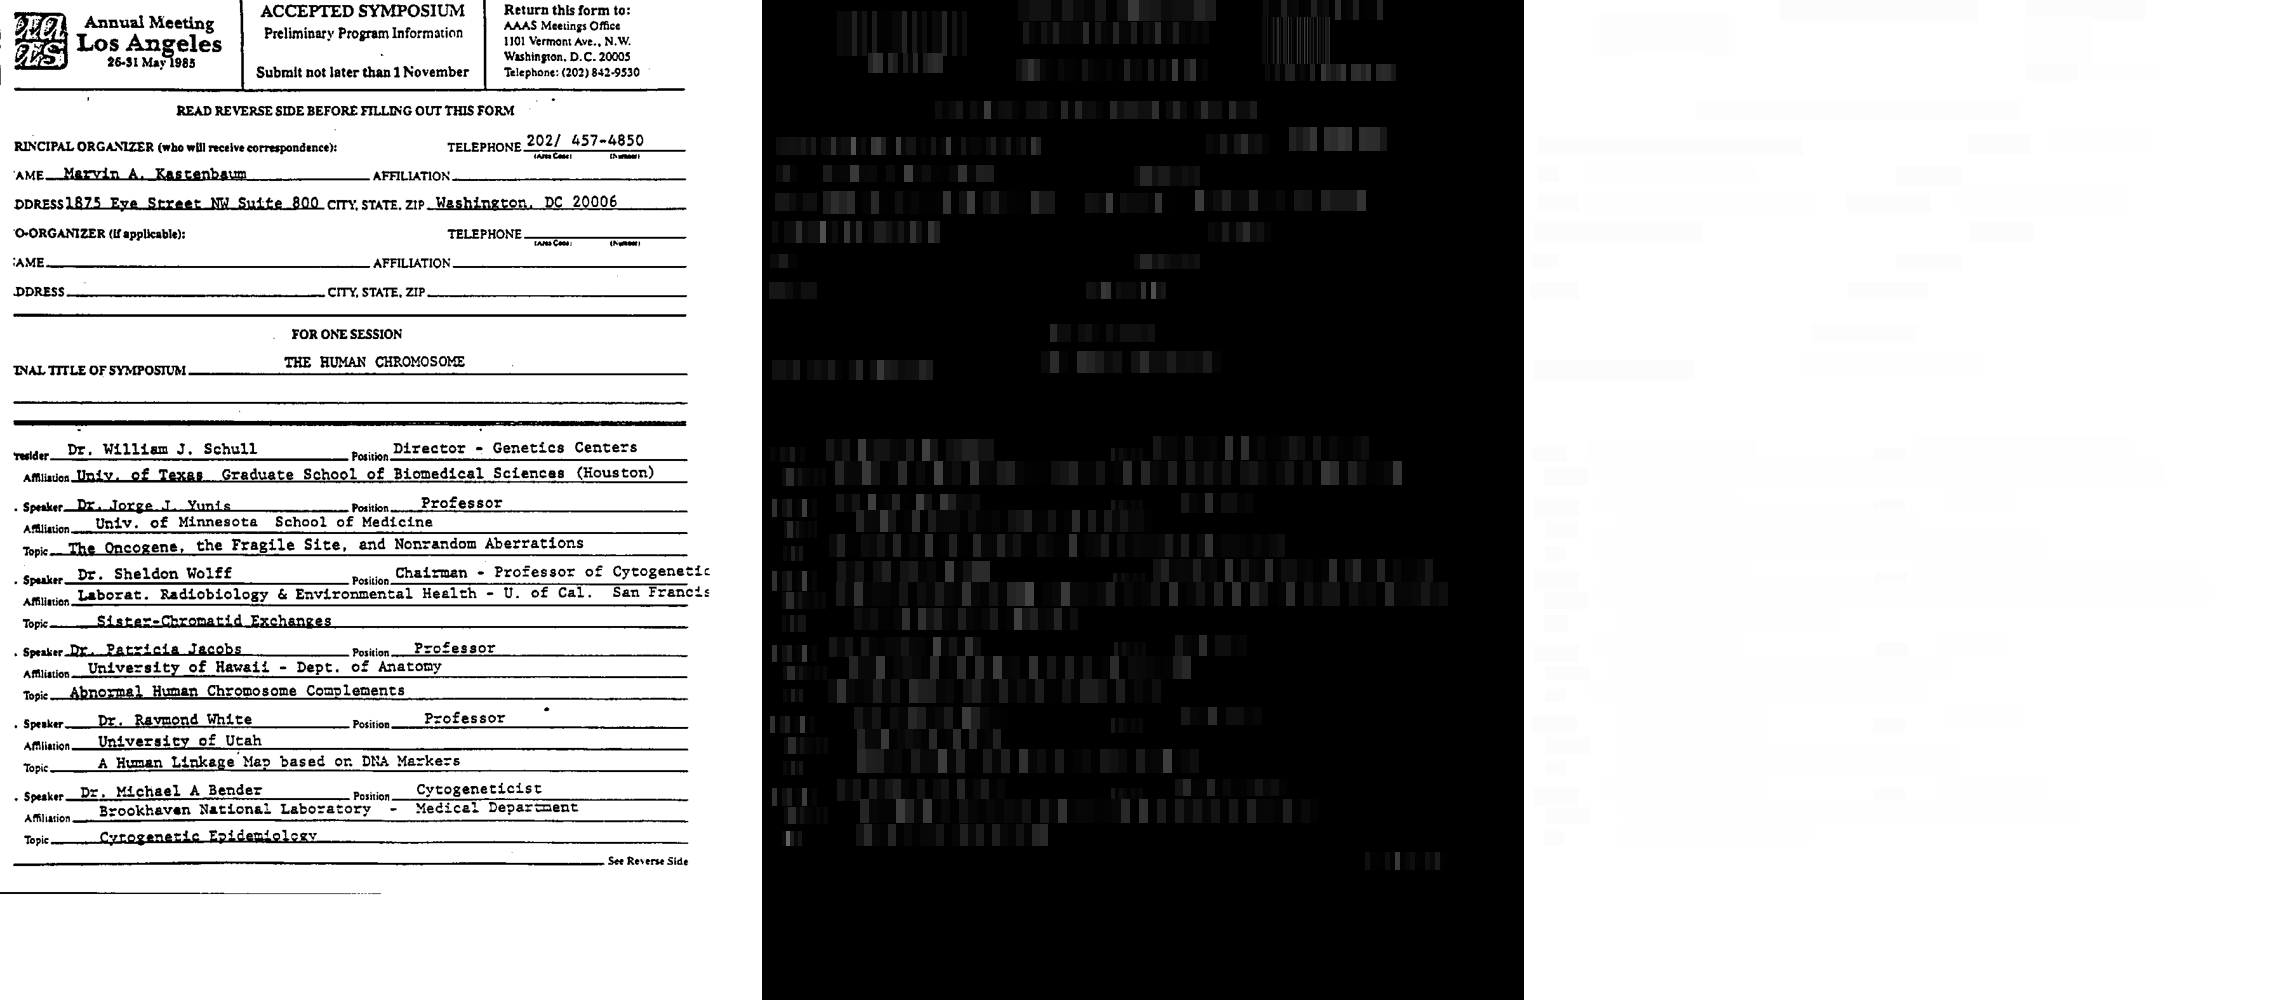 Annual Meeting
Los Angeles
26-31 May 1985
ACCEPTED SYMPOSIUM
Preliminary Program Information
Submit not later than 1 November
Return this form to:
AAAS Meetings Office
1101 Vermont Ave., N.W.
Washington, D.C. 20005
Telephone: (202) 842-9530
READ REVERSE SIDE BEFORE FILLING OUT THIS FORM
RINCIPAL ORGANIZER (who will receive correspondence): TELEPHONE 202/ 457-4850
(Area Code) (Number)
AME Marvin A. Kastenbaum AFFILIATION
DDRESS 1875 Eye Street NW Suite 800 CITY, STATE, ZIP Washington, DC 20006
O-ORGANIZER (if applicable): TELEPHONE
(Area Code) (Number)
AME AFFILIATION
DDRESS CITY, STATE, ZIP
FOR ONE SESSION
INAL TITLE OF SYMPOSIUM THE HUMAN CHROMOSOME
resider Dr. William J. Schull Position Director - Genetics Centers
Affiliation Univ. of Texas Graduate School of Biomedical Sciences (Houston)
. Speaker Dr. Jorge J. Yunis Position Professor
Affiliation Univ. of Minnesota School of Medicine
Topic The Oncogene, the Fragile Site, and Nonrandom Aberrations
. Speaker Dr. Sheldon Wolff Position Chairman - Professor of Cytogenetic
Affiliation Laborat. Radiobiology & Environmental Health - U. of Cal. San Francis
Topic Sister-Chromatid Exchanges
. Speaker Dr. Patricia Jacobs Position Professor
Affiliation University of Hawaii - Dept. of Anatomy
Topic Abnormal Human Chromosome Complements
. Speaker Dr. Raymond White Position Professor
Affiliation University of Utah
Topic A Human Linkage Map based on DNA Markers
. Speaker Dr. Michael A Bender Position Cytogeneticist
Affiliation Brookhaven National Laboratory - Medical Department
Topic Cytogenetic Epidemiology
See Reverse Side